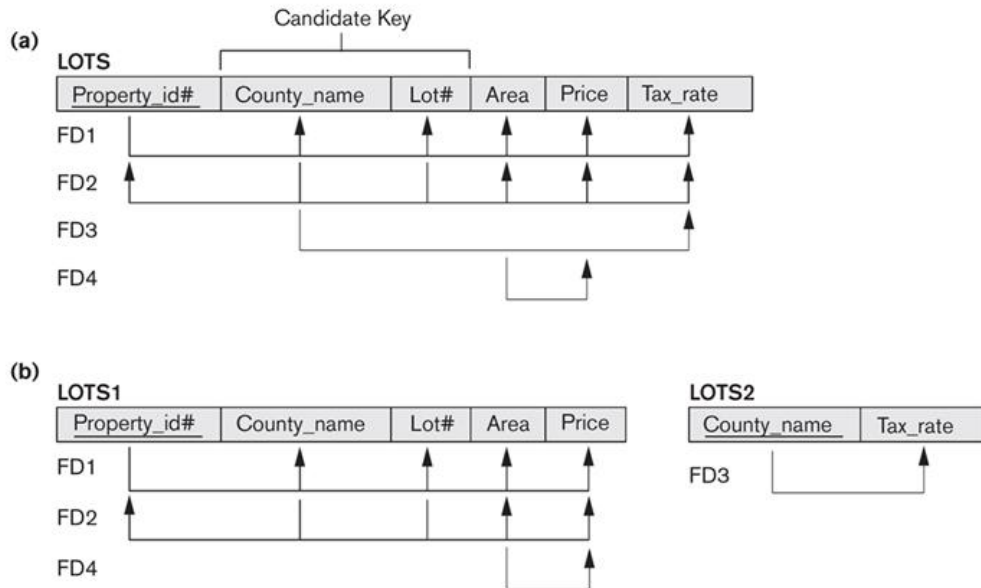 Candidate Key
(a)
LOTS
Property_id# County_name Lot# Area Price Tax_rate
FD1
FD2
FD3
FD4
(b)
LOTS1 LOTS2
Property_id# County_name Lot# Area Price County_name Tax_rate
FD1 FD3
FD2
FD4